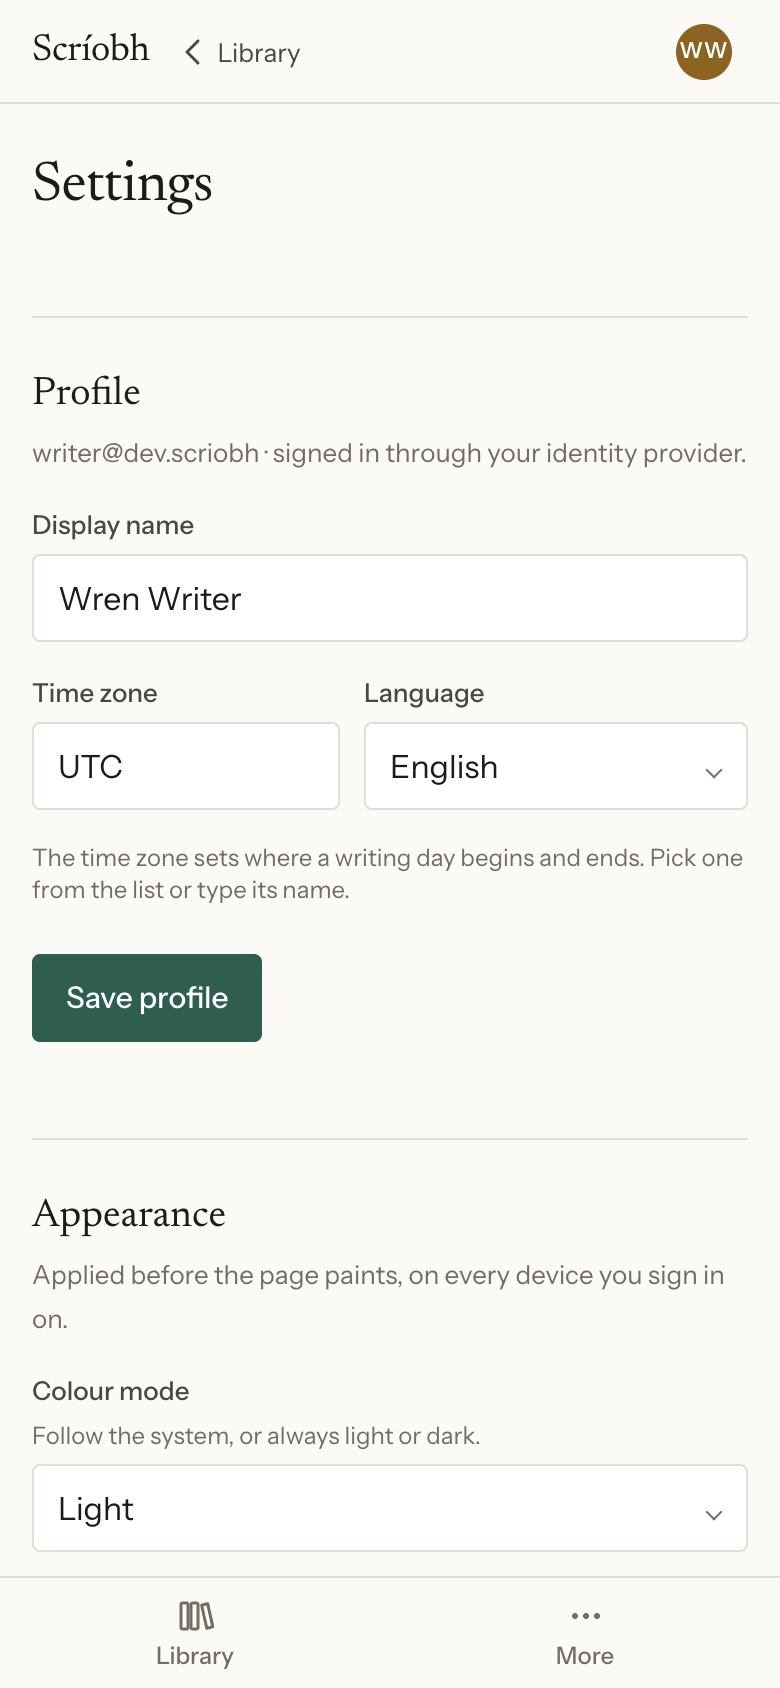 Scríobh
Library
WW
Settings
Profile
writer@dev.scriobh · signed in through your identity provider.
Display name
Wren Writer
Time zone
Language
UTC
English
The time zone sets where a writing day begins and ends. Pick one
from the list or type its name.
Save profile
Appearance
Applied before the page paints, on every device you sign in
on.
Colour mode
Follow the system, or always light or dark.
Light
Library
More